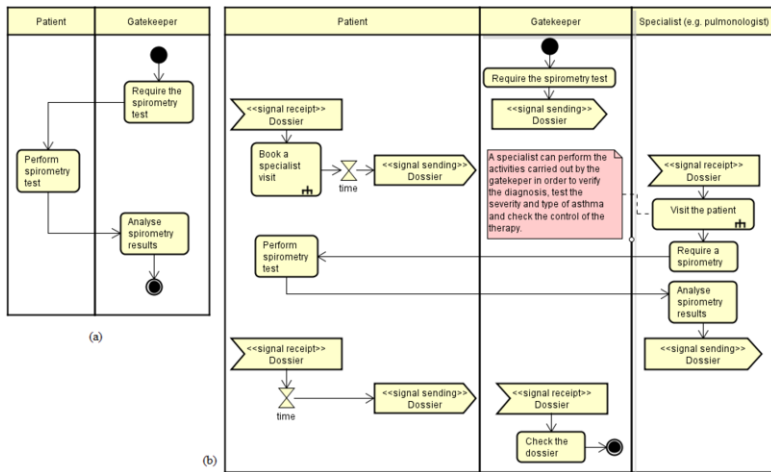 Patient
Gatekeeper
Require the
spirometry
test
Perform
spirometry
test
Analyse
spirometry
results
(a)
Patient
Gatekeeper
Specialist (e.g. pulmonologist)
Require the spirometry test
<<signal sending>>
Dossier
<<signal receipt>>
Dossier
Book a
specialist
visit
time
<<signal sending>>
Dossier
A specialist can perform the
activities carried out by the
gatekeper in order to verify
the diagnosis, test the
severity and type of asthma
and check the control of the
therapy.
<<signal receipt>>
Dossier
Visit the patient
Require a
spirometry
Perform
spirometry
test
Analyse
spirometry
results
<<signal sending>>
Dossier
<<signal receipt>>
Dossier
time
<<signal sending>>
Dossier
<<signal receipt>>
Dossier
Check the
dossier
(b)